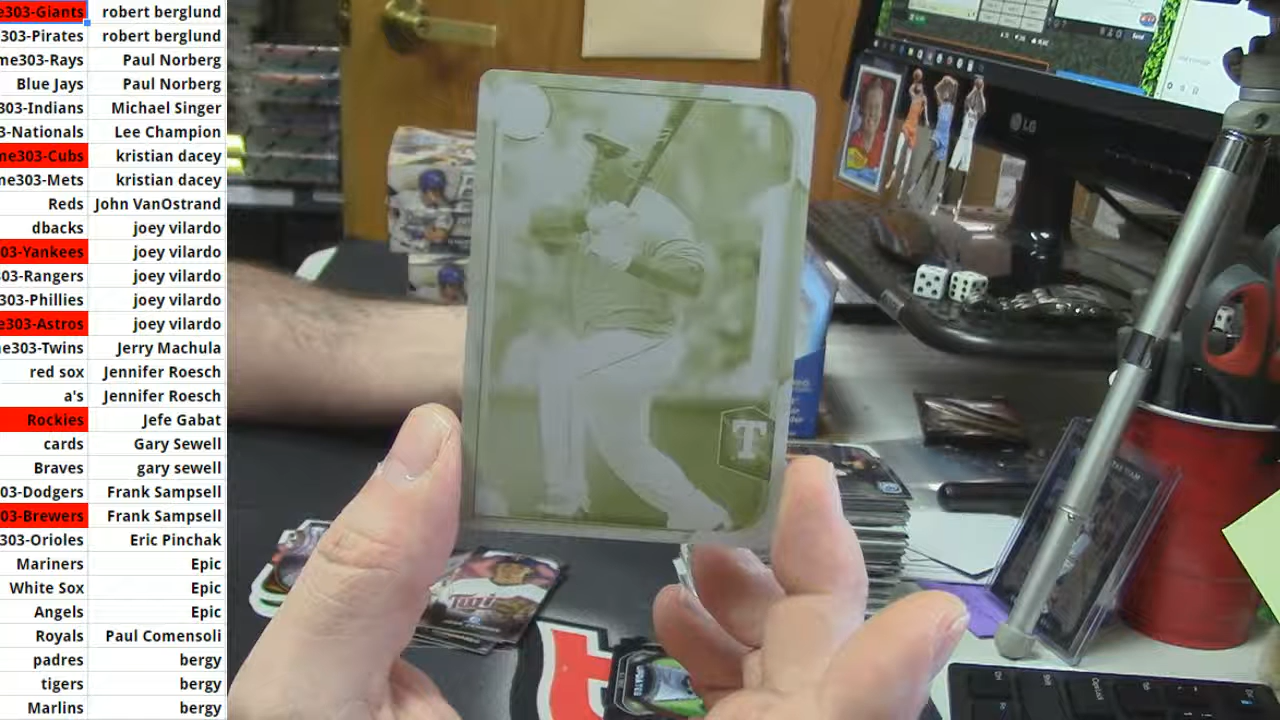 e303-Giants robert berglund
303-Pirates robert berglund
me303-Rays Paul Norberg
Blue Jays Paul Norberg
303-Indians Michael Singer
3-Nationals Lee Champion
me303-Cubs kristian dacey
me303-Mets kristian dacey
Reds John VanOstrand
dbacks joey vilardo
03-Yankees joey vilardo
303-Rangers joey vilardo
303-Phillies joey vilardo
e303-Astros joey vilardo
me303-Twins Jerry Machula
red sox Jennifer Roesch
a's Jennifer Roesch
Rockies Jefe Gabat
cards Gary Sewell
Braves gary sewell
03-Dodgers Frank Sampsell
03-Brewers Frank Sampsell
303-Orioles Eric Pinchak
Mariners Epic
White Sox Epic
Angels Epic
Royals Paul Comensoli
padres bergy
tigers bergy
Marlins bergy
T
LG